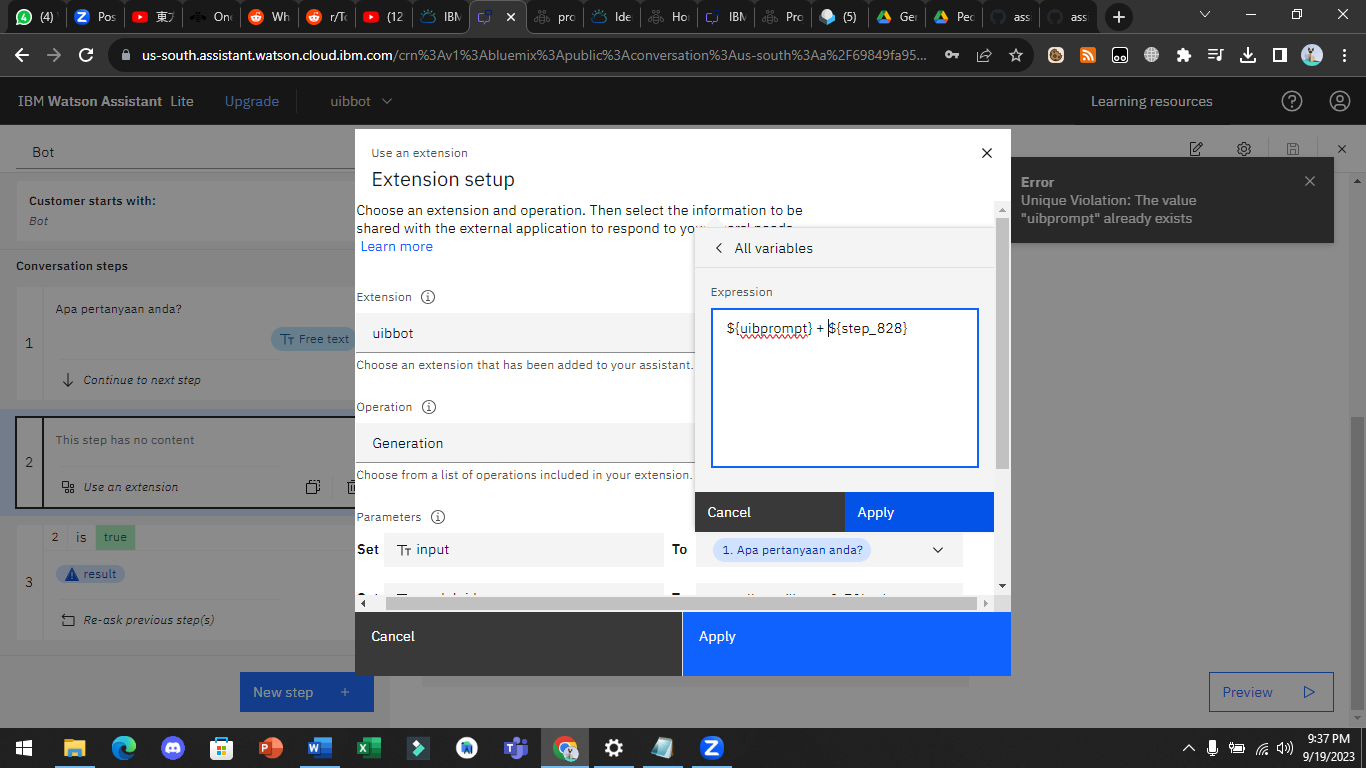 (4)
Pos
東方
One
Wh
r/To
(12
IBM
pro
Ide
Ho
IBM
Pro
(5)
Ger
Ped
ass
ass
us-south.assistant.watson.cloud.ibm.com/crn%3Av1%3Abluemix%3Apublic%3Aconversation%3Aus-south%3Aa%2F69849fa95...
IBM Watson Assistant Lite
Upgrade
uibbot
Learning resources
Bot
Customer starts with:
Bot
Conversation steps
1
Apa pertanyaan anda?
Free text
Continue to next step
2
This step has no content
Use an extension
2 is true
3
result
Re-ask previous step(s)
New step +
Use an extension
Extension setup
Choose an extension and operation. Then select the information to be
shared with the external application to respond to
Learn more
Extension
uibbot
Choose an extension that has been added to your assistant.
Operation
Generation
Choose from a list of operations included in your extension.
Parameters
Set
input
To
1. Apa pertanyaan anda?
All variables
Expression
${uibprompt} + ${step_828}
Cancel
Apply
Cancel
Apply
Error
Unique Violation: The value
"uibprompt" already exists
Preview
9:37 PM
9/19/2023